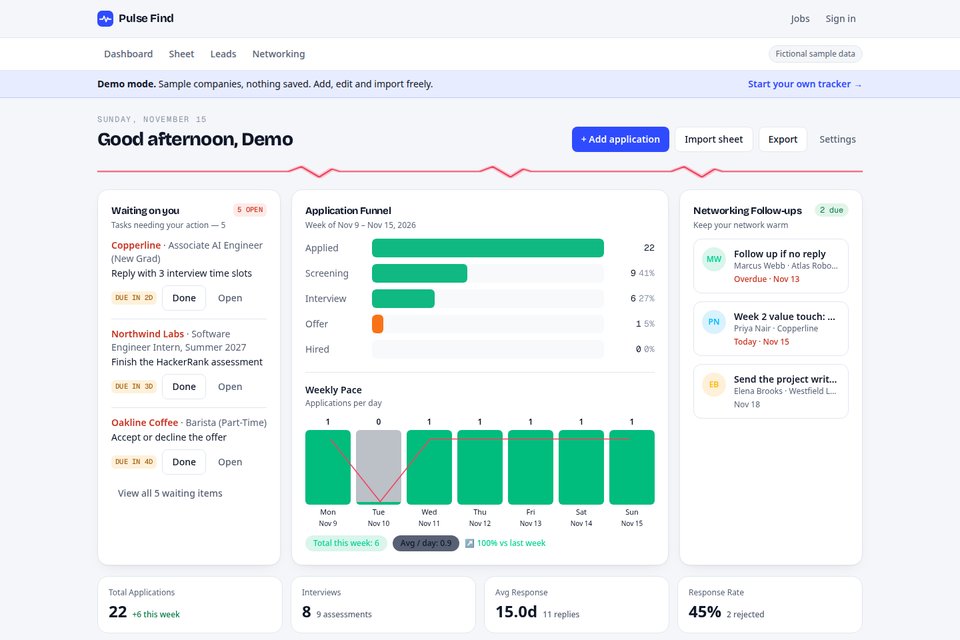 Pulse Find
Jobs
Sign in
Dashboard
Sheet
Leads
Networking
Fictional sample data
Demo mode. Sample companies, nothing saved. Add, edit and import freely.
Start your own tracker →
SUNDAY, NOVEMBER 15
Good afternoon, Demo
+ Add application
Import sheet
Export
Settings
Waiting on you
5 OPEN
Tasks needing your action — 5
Copperline · Associate AI Engineer
(New Grad)
Reply with 3 interview time slots
DUE IN 2D
Done
Open
Northwind Labs · Software
Engineer Intern, Summer 2027
Finish the HackerRank assessment
DUE IN 3D
Done
Open
Oakline Coffee · Barista (Part-Time)
Accept or decline the offer
DUE IN 4D
Done
Open
View all 5 waiting items
Application Funnel
Week of Nov 9 – Nov 15, 2026
Applied 22
Screening 9 41%
Interview 6 27%
Offer 1 5%
Hired 0 0%
Weekly Pace
Applications per day
1 0 1 1 1 1 1
Mon Tue Wed Thu Fri Sat Sun
Nov 9 Nov 10 Nov 11 Nov 12 Nov 13 Nov 14 Nov 15
Total this week: 6
Avg / day: 0.9
↗ 100% vs last week
Networking Follow-ups
2 due
Keep your network warm
MW
Follow up if no reply
Marcus Webb · Atlas Robo...
Overdue · Nov 13
PN
Week 2 value touch: ...
Priya Nair · Copperline
Today · Nov 15
EB
Send the project writ...
Elena Brooks · Westfield L...
Nov 18
Total Applications
22 +6 this week
Interviews
8 9 assessments
Avg Response
15.0d 11 replies
Response Rate
45% 2 rejected